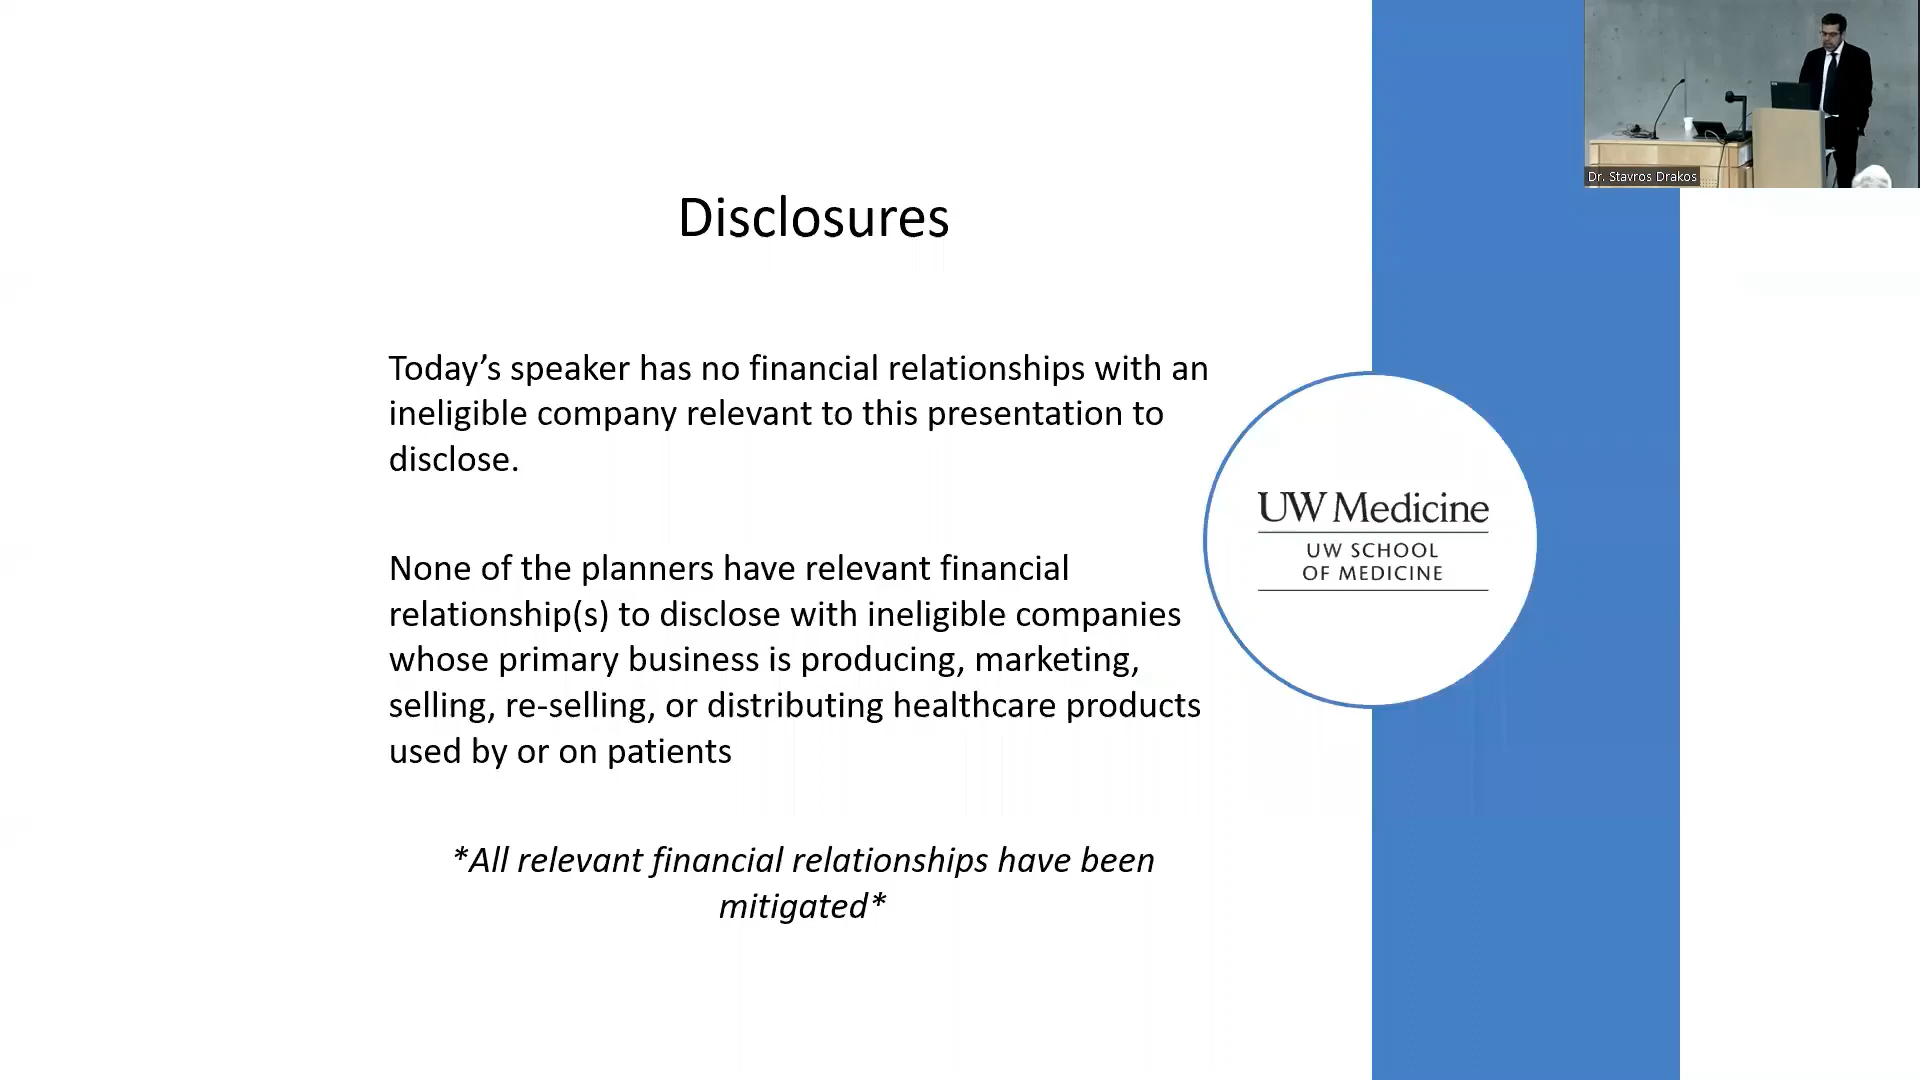 Dr. Stavros Drakos
Disclosures
Today’s speaker has no financial relationships with an
ineligible company relevant to this presentation to
disclose.
None of the planners have relevant financial
relationship(s) to disclose with ineligible companies
whose primary business is producing, marketing,
selling, re-selling, or distributing healthcare products
used by or on patients
*All relevant financial relationships have been
mitigated*
UW Medicine
UW SCHOOL
OF MEDICINE